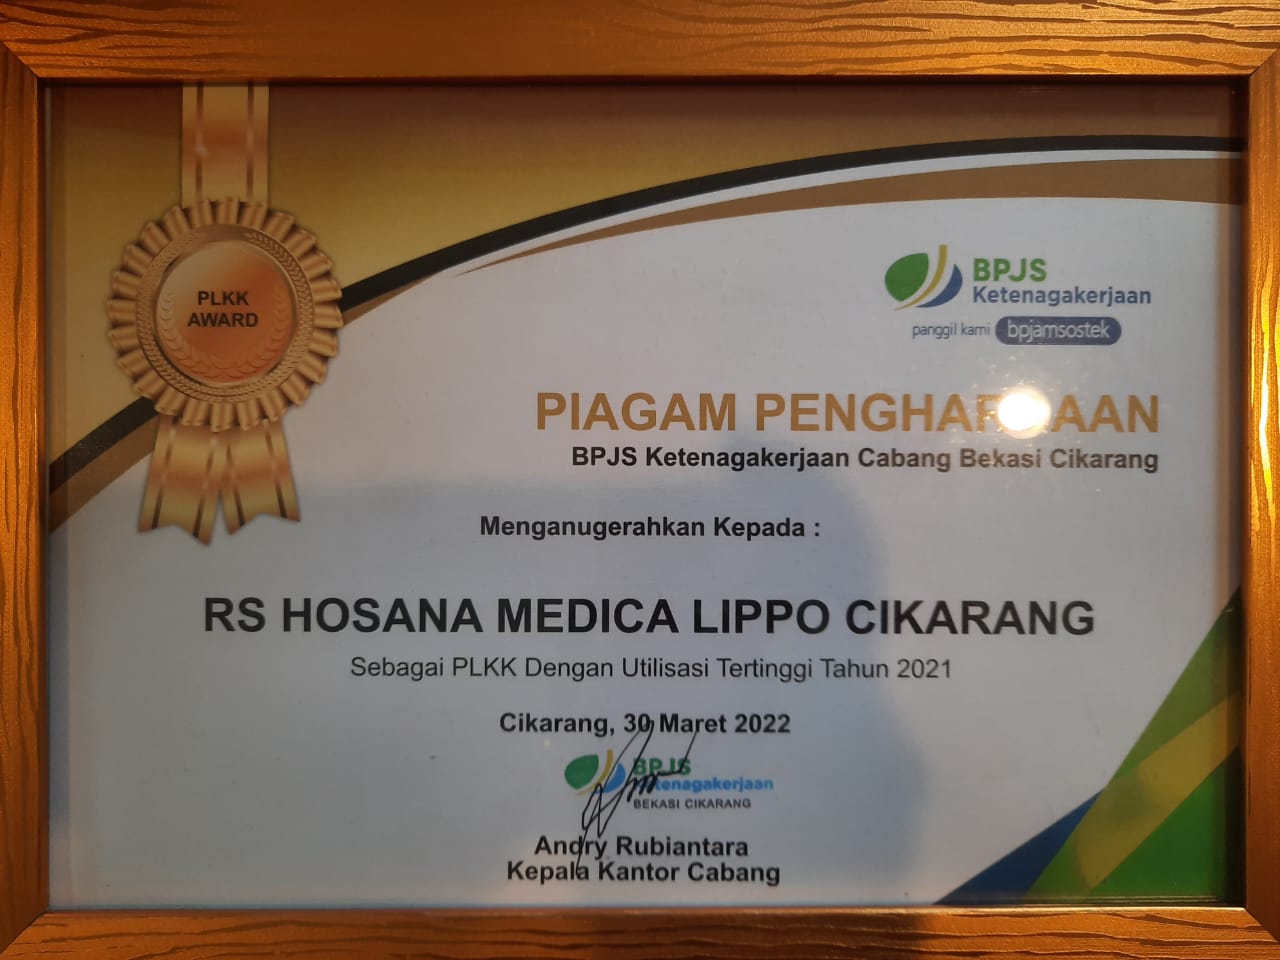 PLKK
AWARD
BPJS
Ketenagakerjaan
panggil kami bpjamsostek
PIAGAM PENGHARGAAN
BPJS Ketenagakerjaan Cabang Bekasi Cikarang
Menganugerahkan Kepada :
RS HOSANA MEDICA LIPPO CIKARANG
Sebagai PLKK Dengan Utilisasi Tertinggi Tahun 2021
Cikarang, 30 Maret 2022
BPJS
Ketenagakerjaan
BEKASI CIKARANG
Andry Rubiantara
Kepala Kantor Cabang